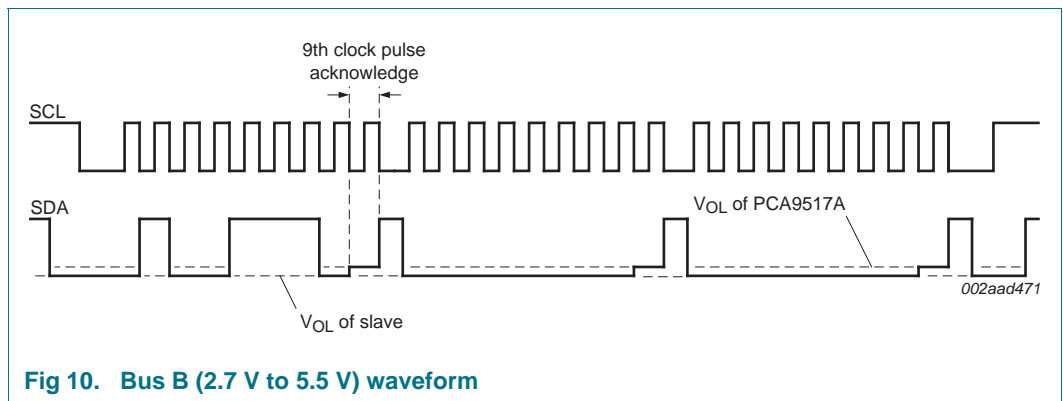 9th clock pulse
acknowledge
SCL
SDA
VOL of PCA9517A
002aad471
VOL of slave
Fig 10. Bus B (2.7 V to 5.5 V) waveform